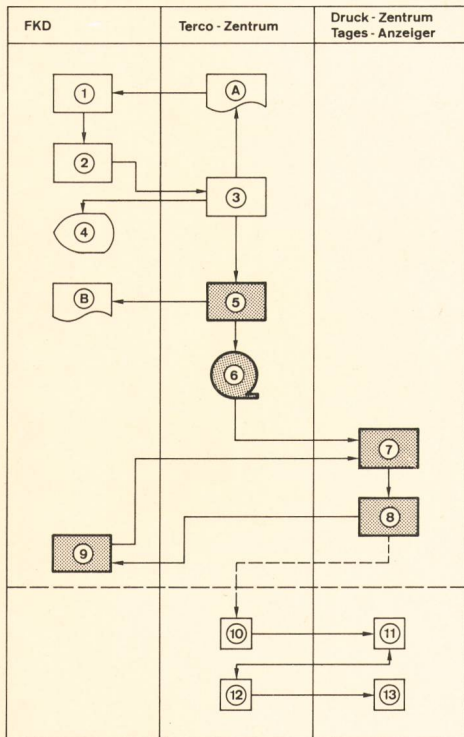 FKD
Terco - Zentrum
Druck - Zentrum
Tages - Anzeiger
1
A
2
3
4
B
5
6
7
8
9
10
11
12
13